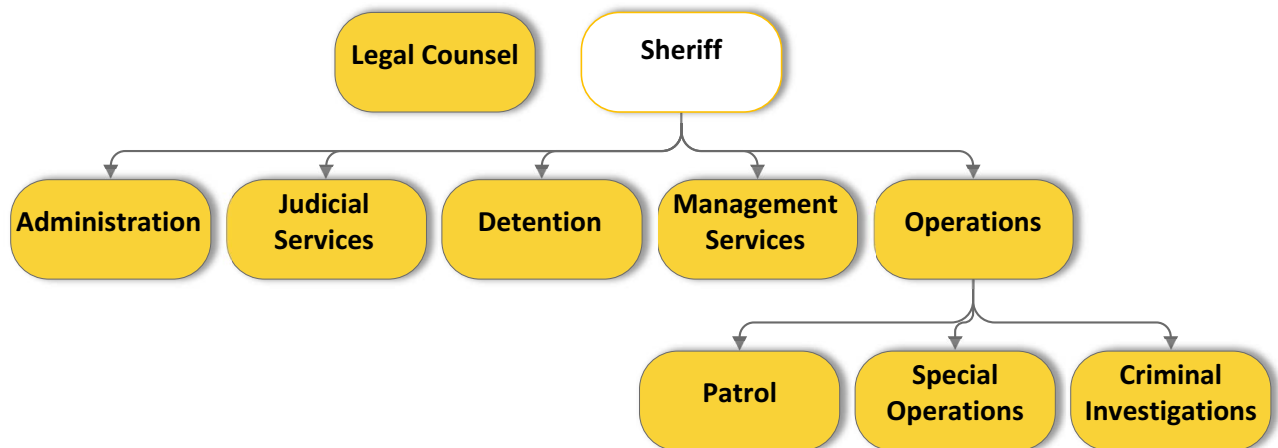 Legal Counsel
Sheriff
Administration
Judicial
Services
Detention
Management
Services
Operations
Patrol
Special
Operations
Criminal
Investigations